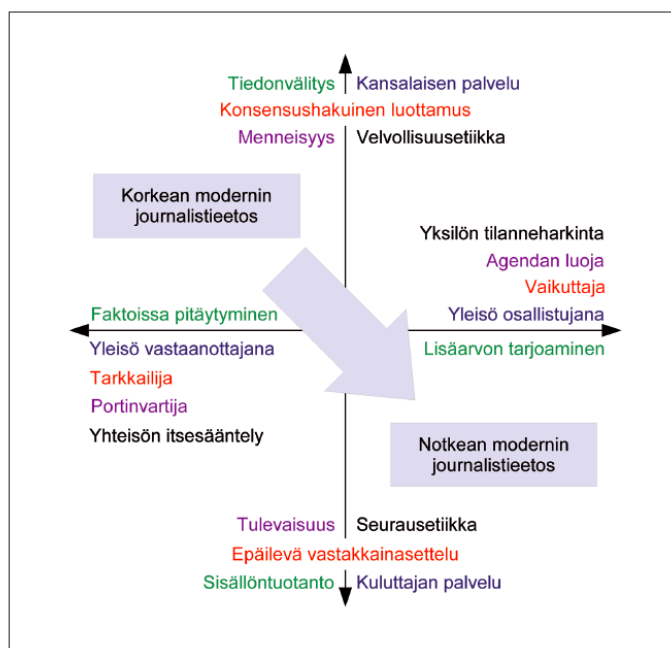 Tiedonvälitys Kansalaisen palvelu
Konsensushakuinen luottamus
Menneisyys Velvollisuusetiikka
Korkean modernin
journalistieetos
Yksilön tilanneharkinta
Agendan luoja
Vaikuttaja
Faktoissa pitäytyminen
Yleisö osallistujana
Yleisö vastaanottajana
Lisäarvon tarjoaminen
Tarkkailija
Portinvartija
Yhteisön itsesääntely
Notkean modernin
journalistieetos
Tulevaisuus Seurausetiikka
Epäilevä vastakkainasettelu
Sisällöntuotanto Kuluttajan palvelu